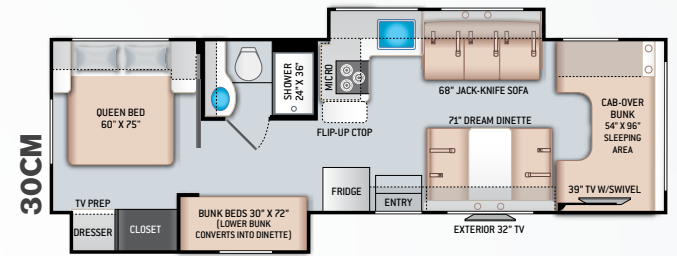 30CM
QUEEN BED
60" X 75"
SHOWER
24" X 36"
MICRO
FLIP-UP CTOP
68" JACK-KNIFE SOFA
71" DREAM DINETTE
CAB-OVER
BUNK
54" X 96"
SLEEPING
AREA
39" TV W/SWIVEL
FRIDGE
ENTRY
EXTERIOR 32" TV
TV PREP
DRESSER
CLOSET
BUNK BEDS 30" X 72"
(LOWER BUNK
CONVERTS INTO DINETTE)